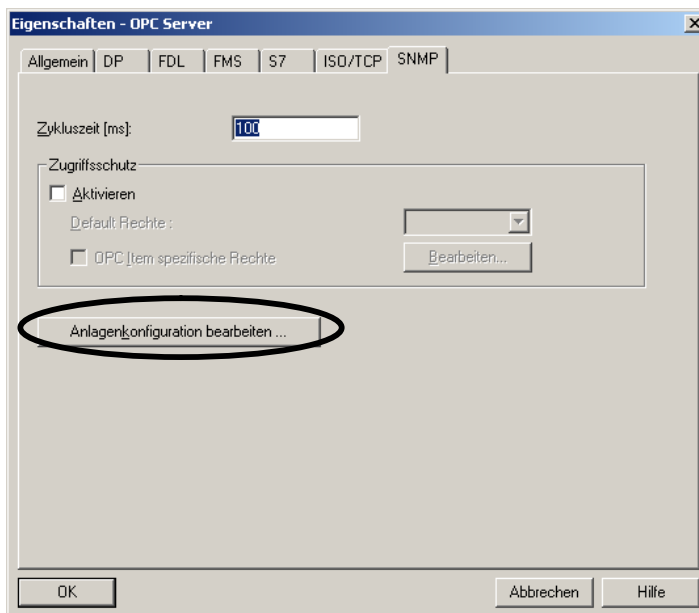 Eigenschaften - OPC Server
Allgemein DP FDL FMS S7 ISO/TCP SNMP
Zykluszeit [ms]: 100
Zugriffsschutz
Aktivieren
Default Rechte :
OPC Item spezifische Rechte Bearbeiten...
Anlagenkonfiguration bearbeiten ...
OK Abbrechen Hilfe